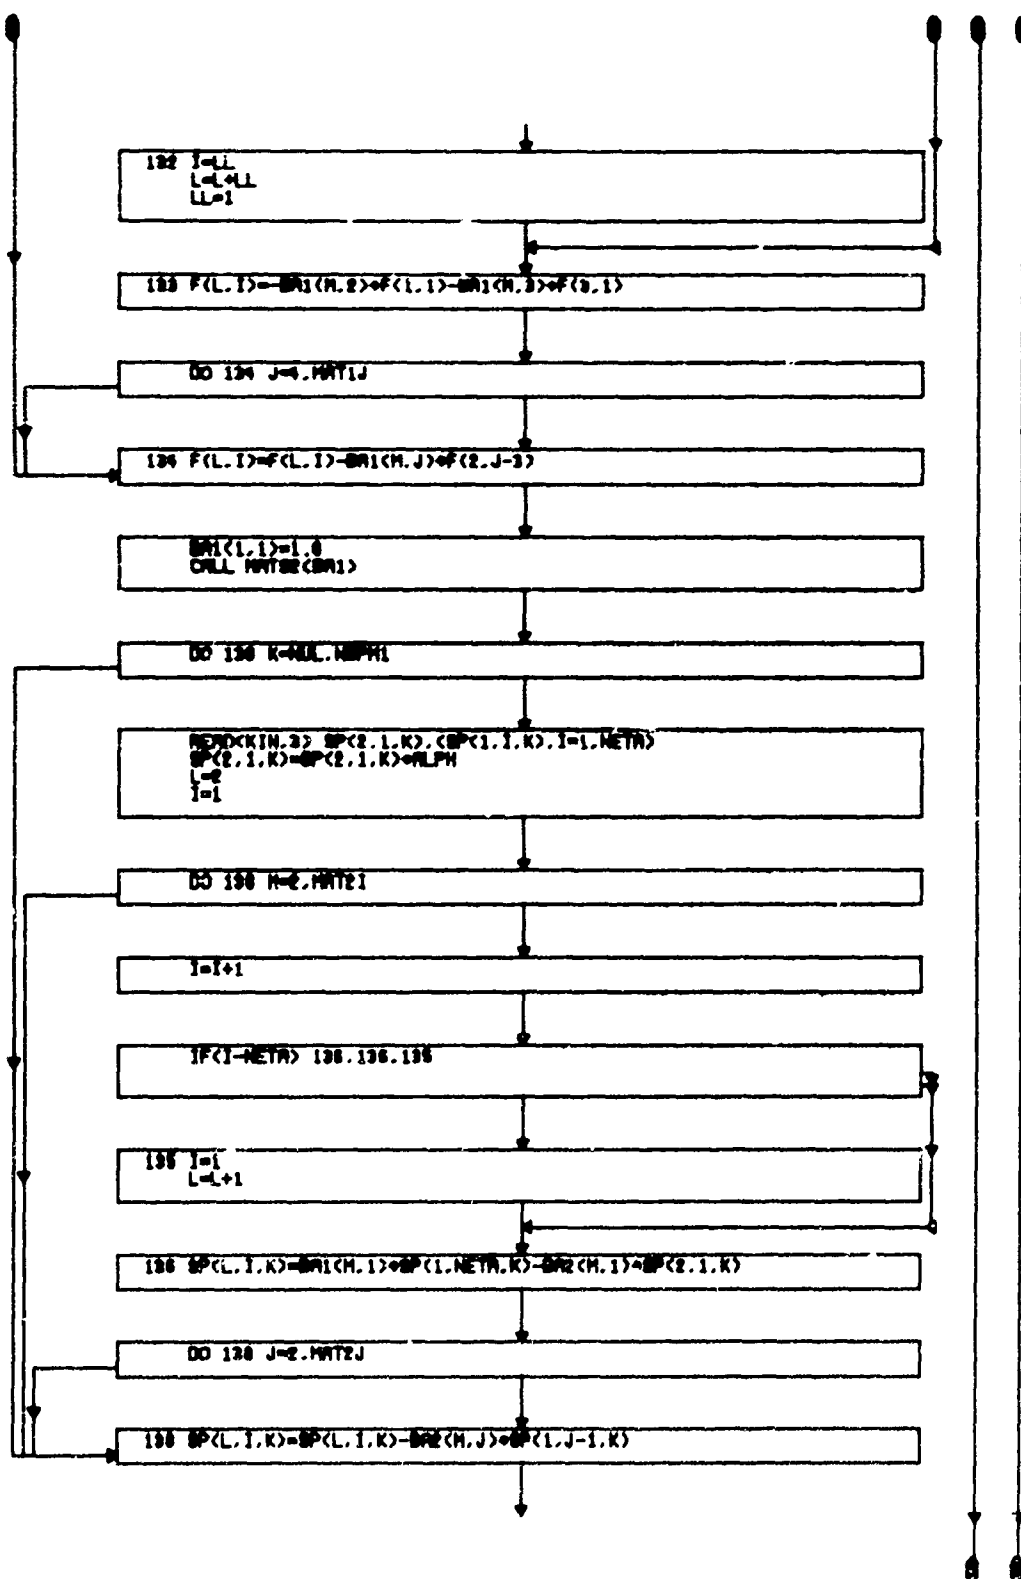 132 I=LL
L=L+LL
LL=1
133 F(L,I)=-BA1(M,2)*F(1,1)-BA1(M,3)*F(3,1)
DO 134 J=4,MAT1J
134 F(L,I)=F(L,I)-BA1(M,J)*F(2,J-3)
BA1(1,1)=1.0
CALL MATS2(BA1)
DO 138 K=NUL,NSPM1
READ(KIN,3) SP(2,1,K),(SP(1,I,K),I=1,NETA)
SP(2,1,K)=SP(2,1,K)*ALPH
L=2
I=1
DO 138 M=2,MAT2I
I=I+1
IF(I-NETA) 136,136,135
135 I=1
L=L+1
136 SP(L,I,K)=BA1(M,1)*SP(1,NETA,K)-BA2(M,1)*SP(2,1,K)
DO 138 J=2,MAT2J
138 SP(L,I,K)=SP(L,I,K)-BA2(M,J)*SP(1,J-1,K)